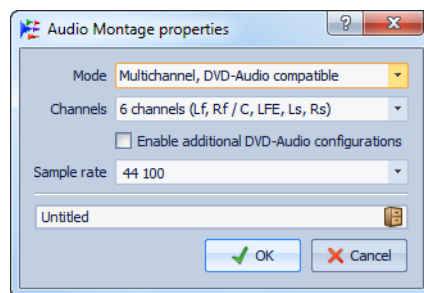 Audio Montage properties
Mode Multichannel, DVD-Audio compatible
Channels 6 channels (Lf, Rf / C, LFE, Ls, Rs)
Enable additional DVD-Audio configurations
Sample rate 44 100
Untitled
OK Cancel